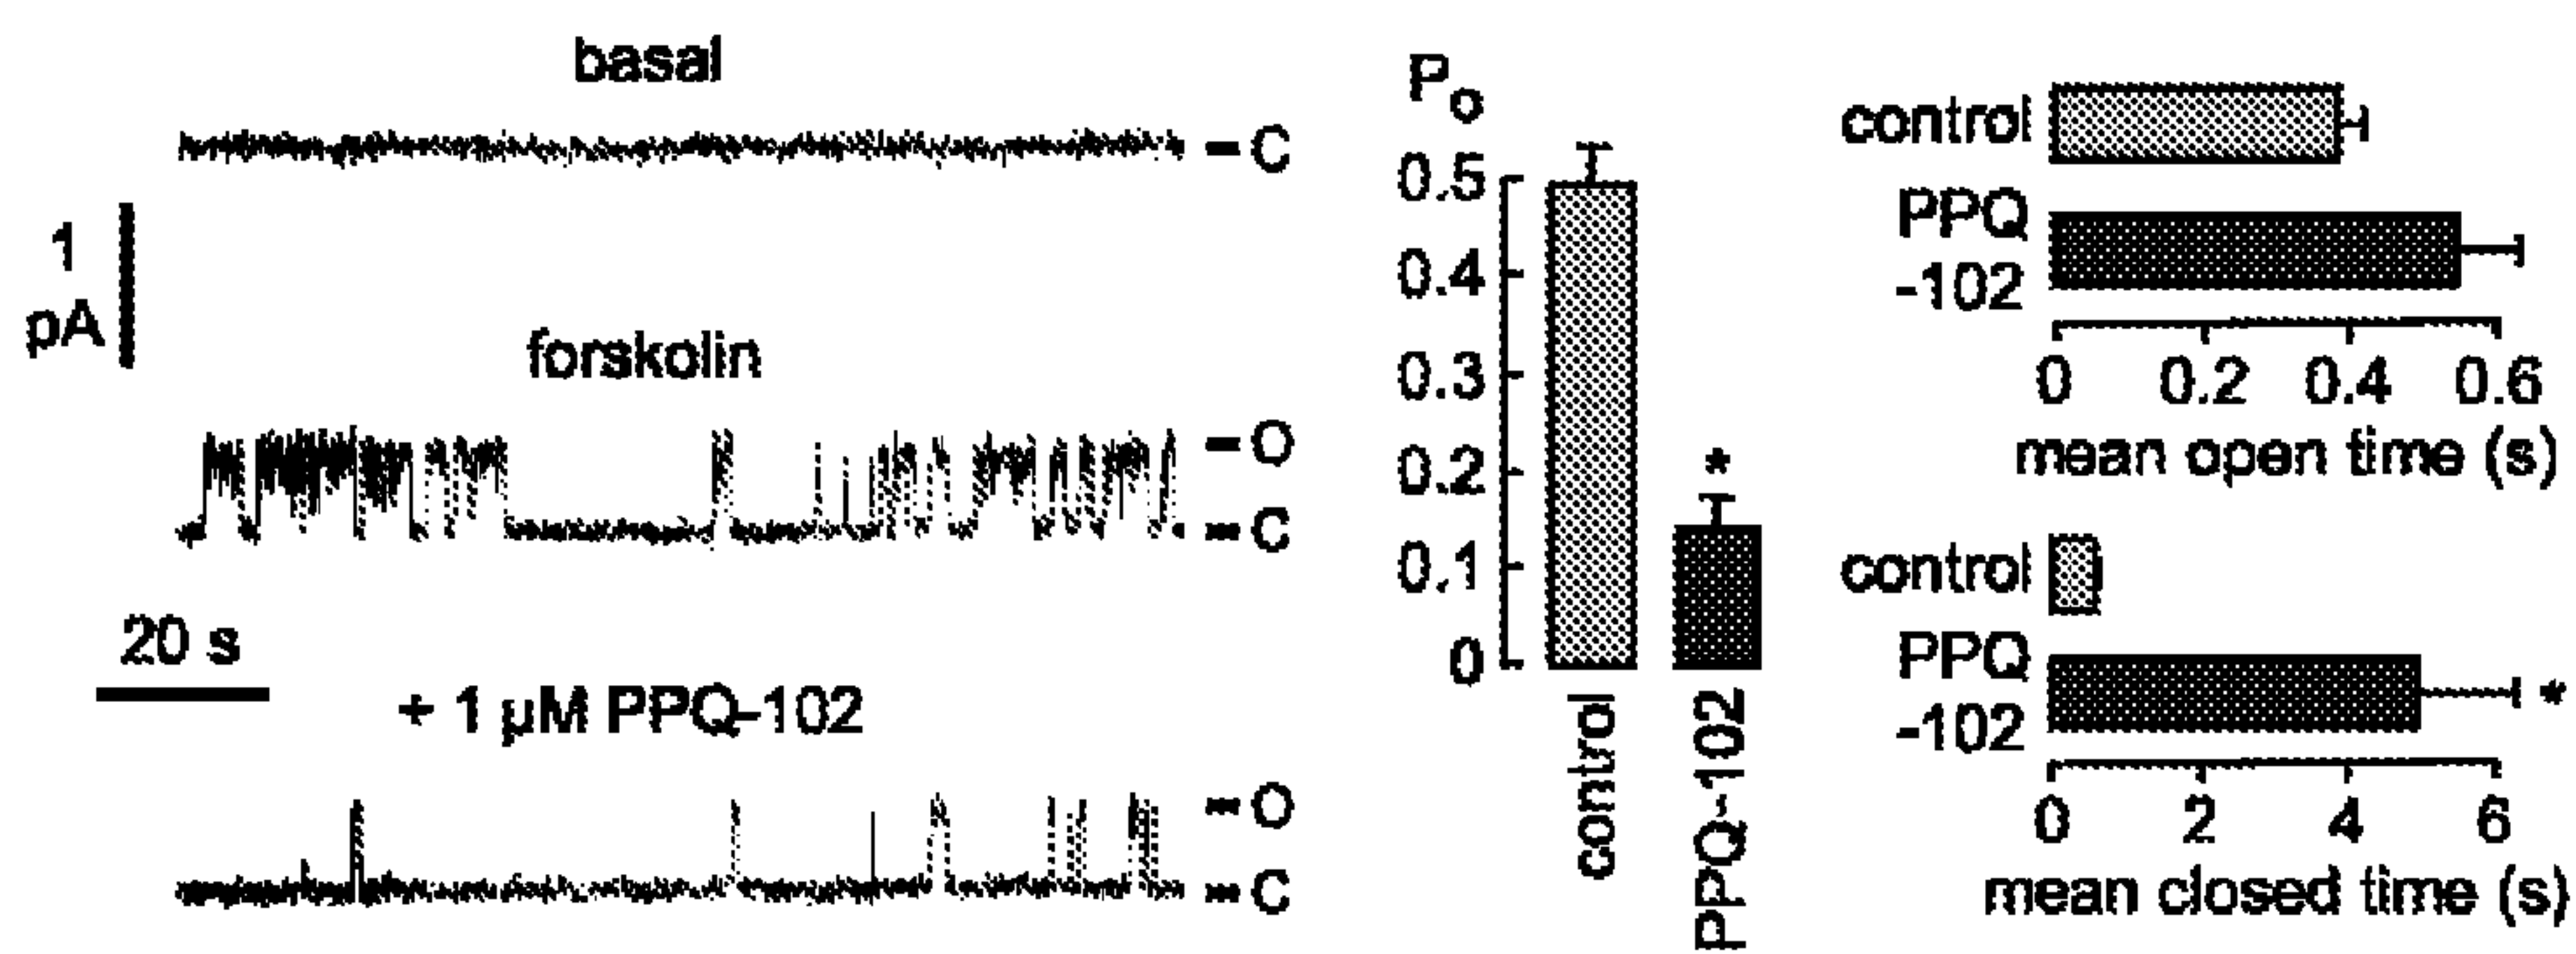 basal
C
1
pA
forskolin
O
C
20 s
+ 1 µM PPQ-102
O
C
Po
0.5
0.4
0.3
0.2
0.1
0
*
control
PPQ-102
control
PPQ
-102
0 0.2 0.4 0.6
mean open time (s)
control
PPQ
-102
*
0 2 4 6
mean closed time (s)